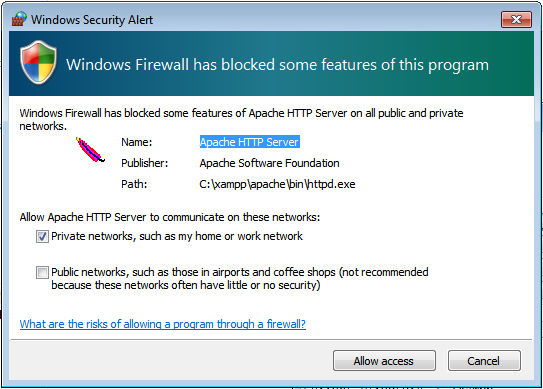 Windows Security Alert
Windows Firewall has blocked some features of this program
Windows Firewall has blocked some features of Apache HTTP Server on all public and private
networks.
Name: Apache HTTP Server
Publisher: Apache Software Foundation
Path: C:\xampp\apache\bin\httpd.exe
Allow Apache HTTP Server to communicate on these networks:
Private networks, such as my home or work network
Public networks, such as those in airports and coffee shops (not recommended
because these networks often have little or no security)
What are the risks of allowing a program through a firewall?
Allow access Cancel